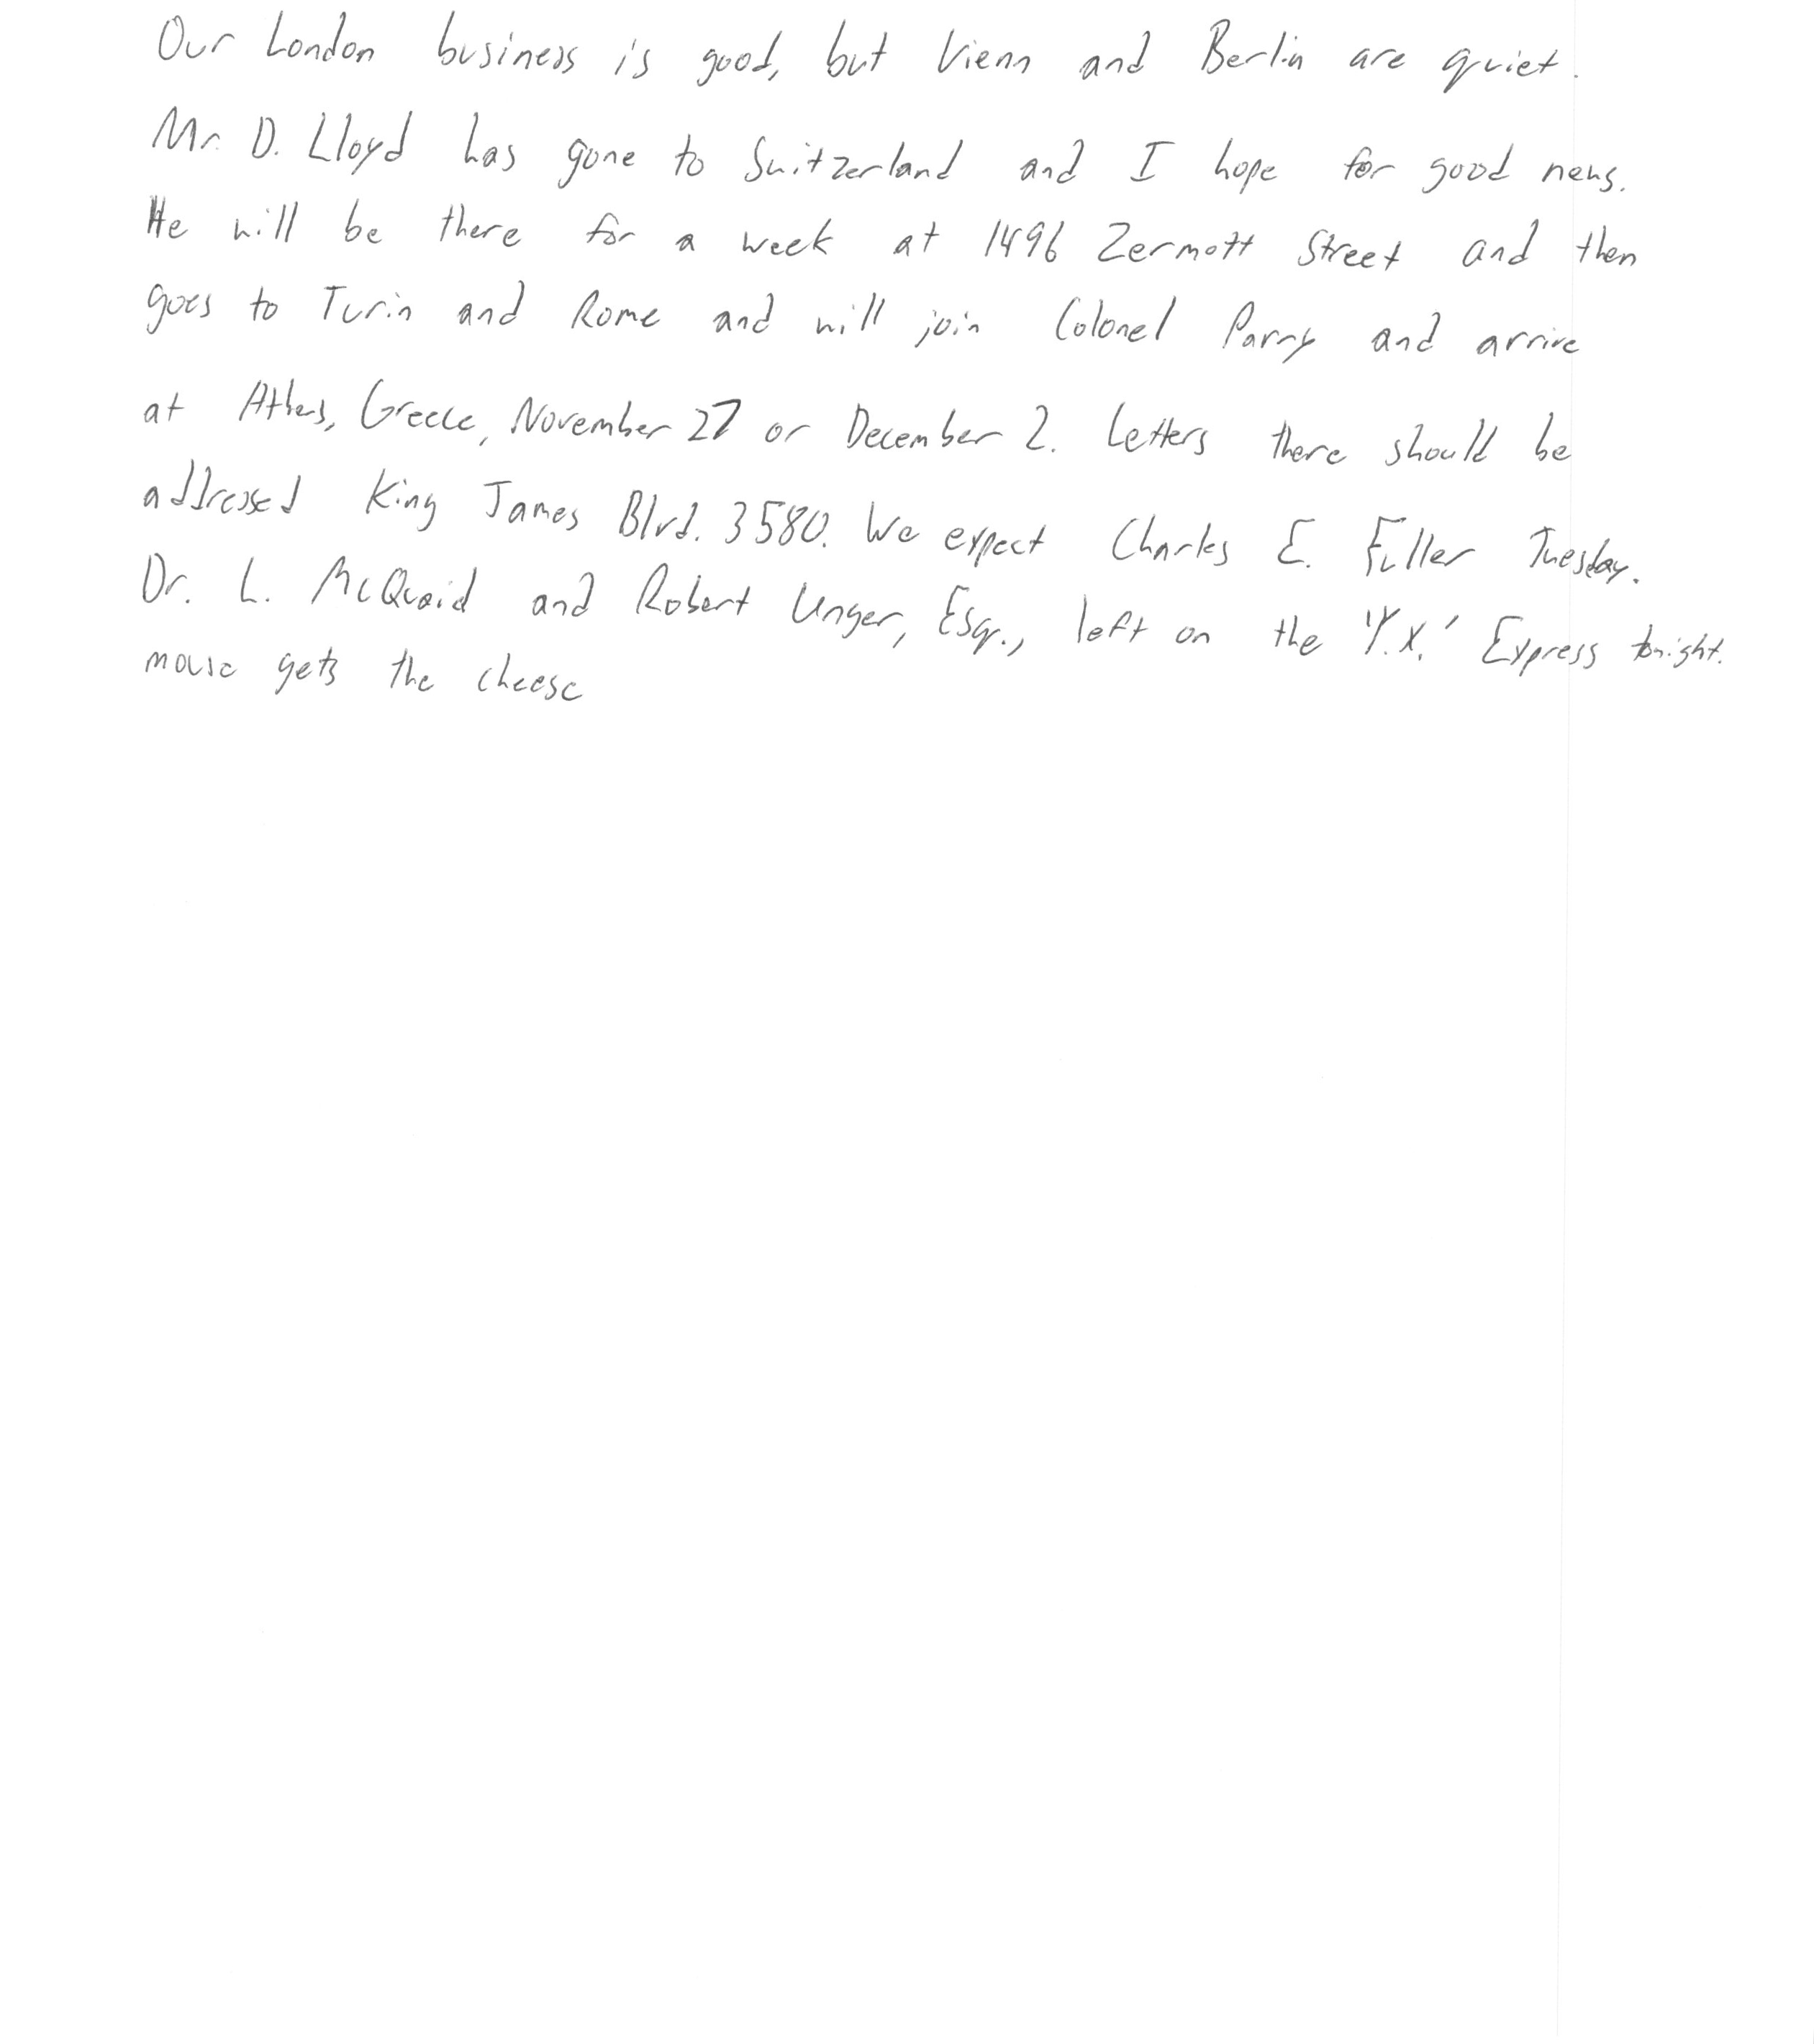 Our London business is good, but Vienn and Berlin are quiet.
Mr. D. Lloyd has gone to Switzerland and I hope for good news.
He will be there for a week at 1496 Zermott Street and then
goes to Turin and Rome and will join Colonel Parry and arrive
at Athens, Greece, November 27 or December 2. Letters there should be
addressed King James Blvd. 3580. We expect Charles E. Fuller Tuesday.
Dr. L. McQuaid and Robert Unger, Esqr., left on the 'Y.X.' Express tonight.
mouse gets the cheese